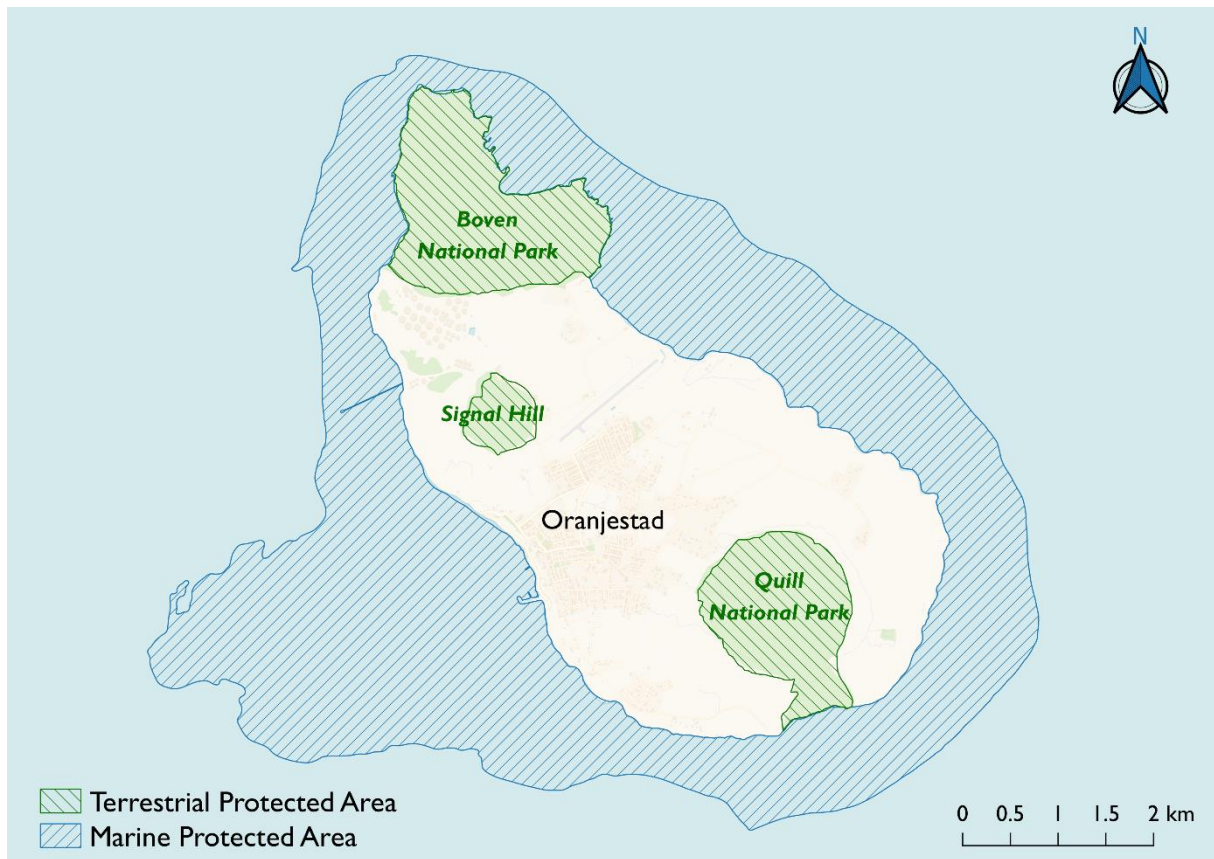 N
Boven
National Park
Signal Hill
Oranjestad
Quill
National Park
Terrestrial Protected Area
Marine Protected Area
0 0.5 1 1.5 2 km